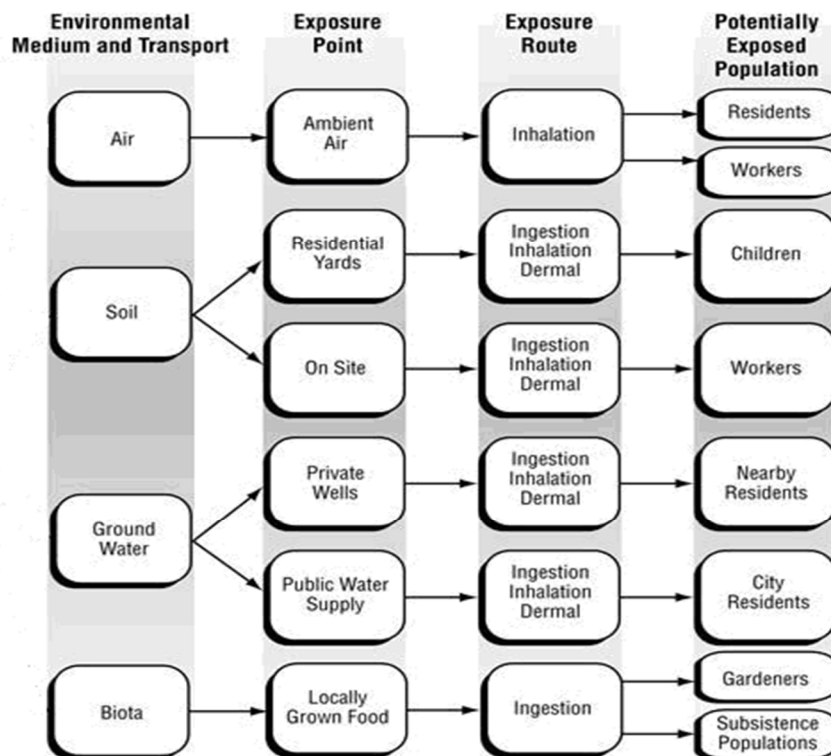 Environmental
Medium and Transport
Exposure
Point
Exposure
Route
Potentially
Exposed
Population
Air
Ambient
Air
Inhalation
Residents
Workers
Soil
Residential
Yards
Ingestion
Inhalation
Dermal
Children
On Site
Ingestion
Inhalation
Dermal
Workers
Ground
Water
Private
Wells
Ingestion
Inhalation
Dermal
Nearby
Residents
Public Water
Supply
Ingestion
Inhalation
Dermal
City
Residents
Biota
Locally
Grown Food
Ingestion
Gardeners
Subsistence
Populations